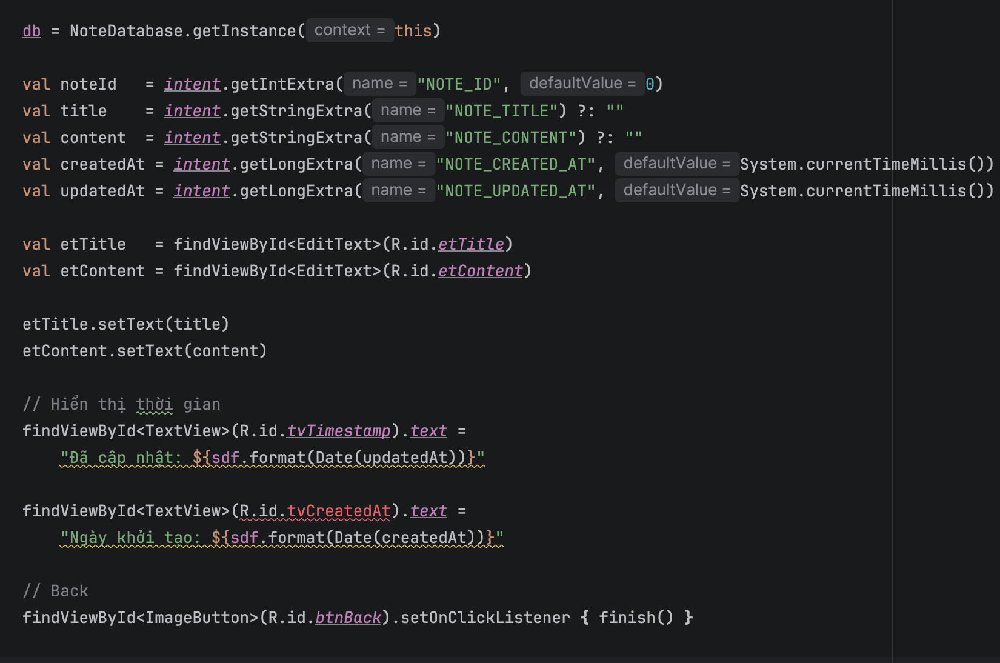 db = NoteDatabase.getInstance( context = this)
val noteId   = intent.getIntExtra( name = "NOTE_ID",  defaultValue = 0)
val title    = intent.getStringExtra( name = "NOTE_TITLE") ?: ""
val content  = intent.getStringExtra( name = "NOTE_CONTENT") ?: ""
val createdAt = intent.getLongExtra( name = "NOTE_CREATED_AT",  defaultValue = System.currentTimeMillis())
val updatedAt = intent.getLongExtra( name = "NOTE_UPDATED_AT",  defaultValue = System.currentTimeMillis())
val etTitle   = findViewById<EditText>(R.id.etTitle)
val etContent = findViewById<EditText>(R.id.etContent)
etTitle.setText(title)
etContent.setText(content)
// Hiển thị thời gian
findViewById<TextView>(R.id.tvTimestamp).text =
    "Đã cập nhật: ${sdf.format(Date(updatedAt))}"
findViewById<TextView>(R.id.tvCreatedAt).text =
    "Ngày khởi tạo: ${sdf.format(Date(createdAt))}"
// Back
findViewById<ImageButton>(R.id.btnBack).setOnClickListener { finish() }